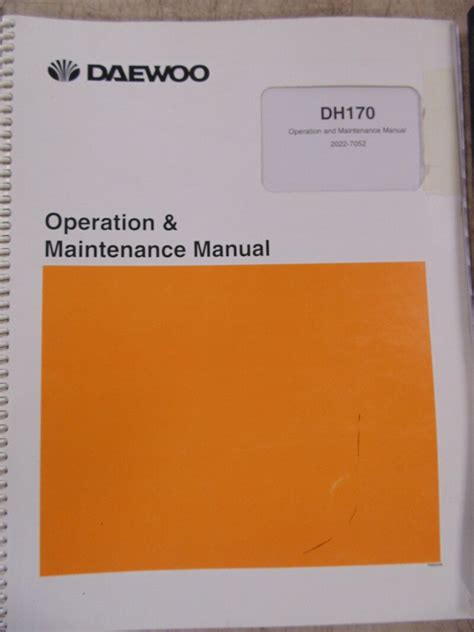 DAEWOO
DH170
Operation and Maintenance Manual
2022-7052
Operation &
Maintenance Manual